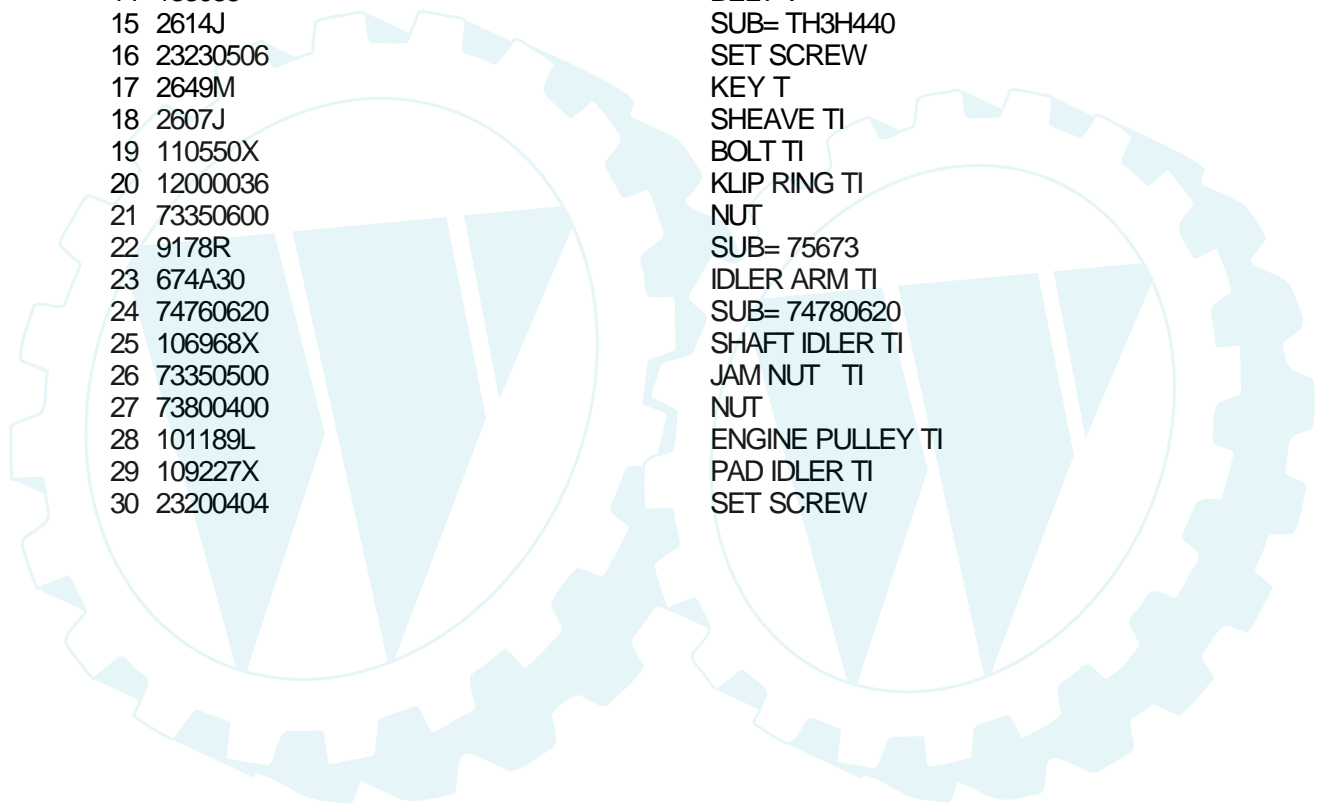 15 2614J SUB= TH3H440
16 23230506 SET SCREW
17 2649M KEY T
18 2607J SHEAVE TI
19 110550X BOLT TI
20 12000036 KLIP RING TI
21 73350600 NUT
22 9178R SUB= 75673
23 674A30 IDLER ARM TI
24 74760620 SUB= 74780620
25 106968X SHAFT IDLER TI
26 73350500 JAM NUT TI
27 73800400 NUT
28 101189L ENGINE PULLEY TI
29 109227X PAD IDLER TI
30 23200404 SET SCREW